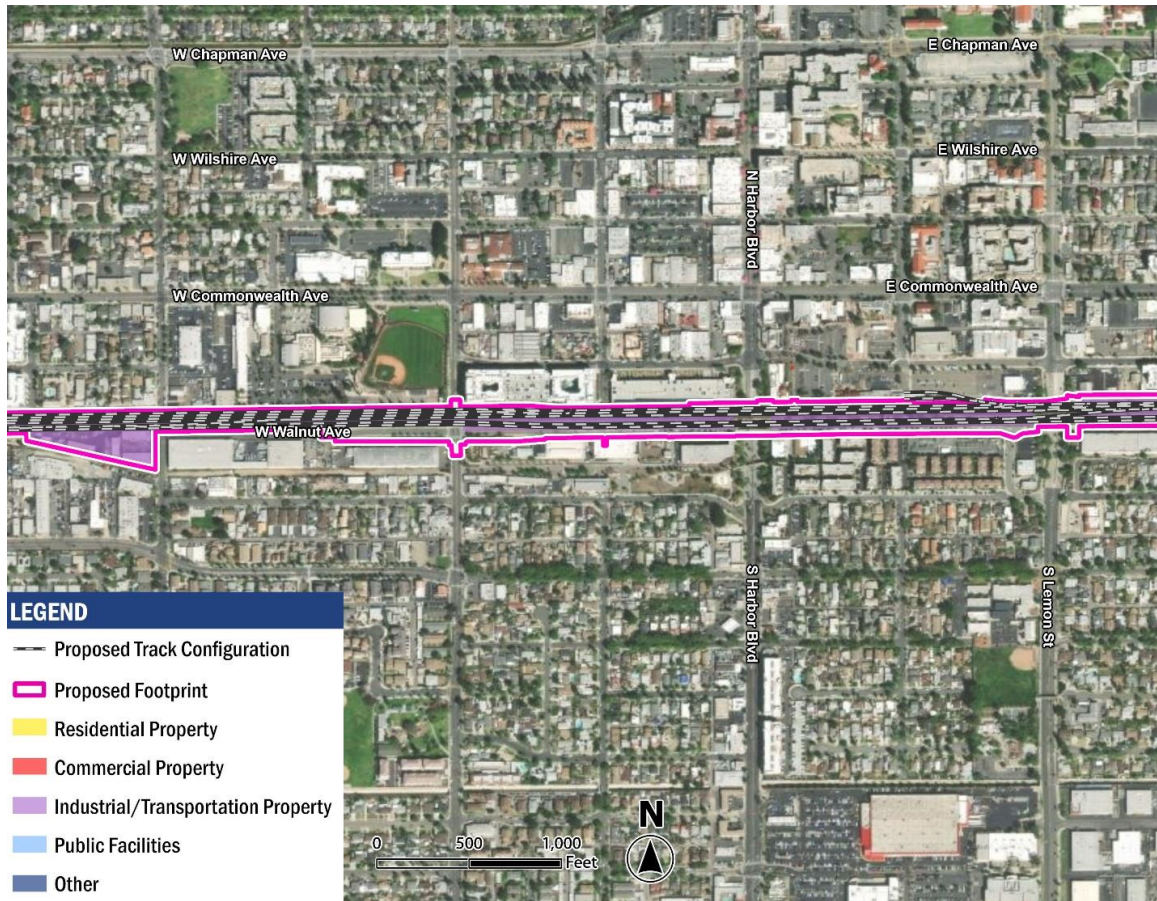 W Chapman Ave
E Chapman Ave
W Wilshire Ave
E Wilshire Ave
N Harbor Blvd
W Commonwealth Ave
E Commonwealth Ave
W Walnut Ave
S Harbor Blvd
S Lemon St
LEGEND
Proposed Track Configuration
Proposed Footprint
Residential Property
Commercial Property
Industrial/Transportation Property
Public Facilities
Other
N
0 500 1,000
Feet